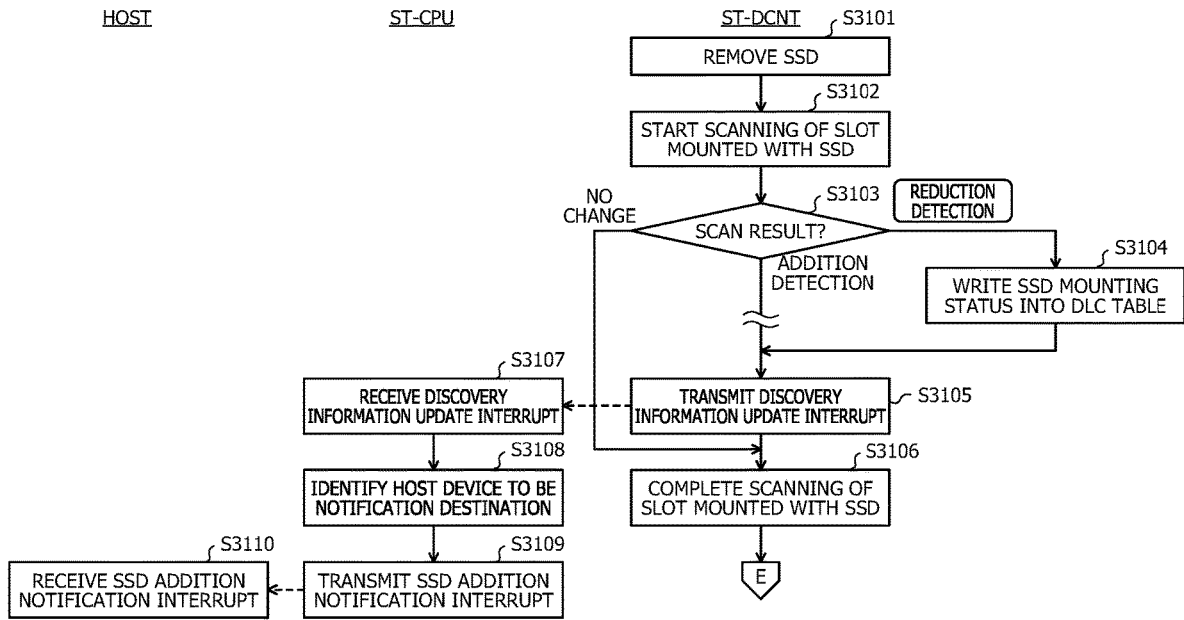 HOST
ST-CPU
ST-DCNT
S3101
REMOVE SSD
S3102
START SCANNING OF SLOT
MOUNTED WITH SSD
NO
CHANGE
S3103
REDUCTION
DETECTION
SCAN RESULT?
ADDITION
DETECTION
S3104
WRITE SSD MOUNTING
STATUS INTO DLC TABLE
S3107
RECEIVE DISCOVERY
INFORMATION UPDATE INTERRUPT
TRANSMIT DISCOVERY
INFORMATION UPDATE INTERRUPT
S3105
S3108
IDENTIFY HOST DEVICE TO BE
NOTIFICATION DESTINATION
S3106
COMPLETE SCANNING OF
SLOT MOUNTED WITH SSD
S3110
RECEIVE SSD ADDITION
NOTIFICATION INTERRUPT
S3109
TRANSMIT SSD ADDITION
NOTIFICATION INTERRUPT
E